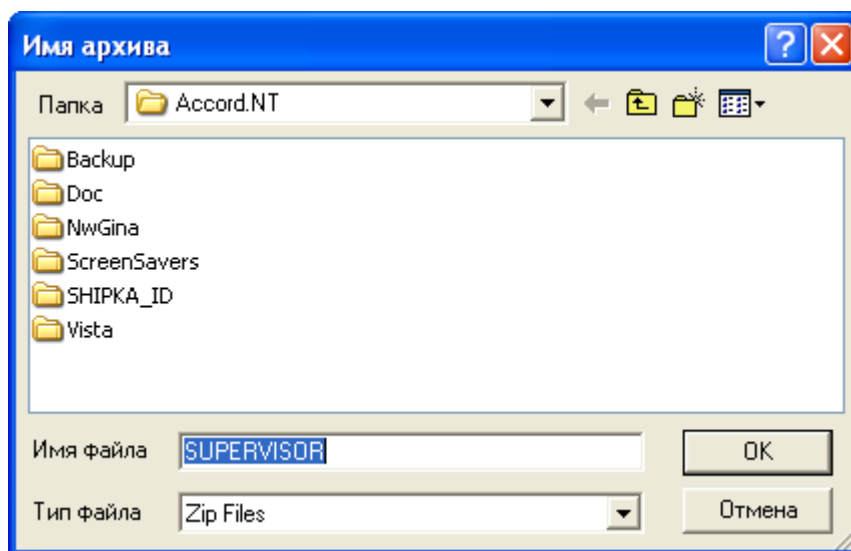 Имя архива
Папка Accord.NT
Backup
Doc
NwGina
ScreenSavers
SHIPKA_ID
Vista
Имя файла SUPERVISOR OK
Тип файла Zip Files Отмена